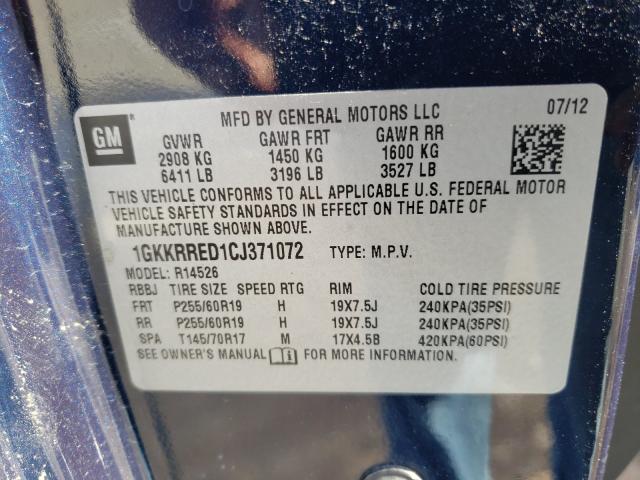 GM
MFD BY GENERAL MOTORS LLC 07/12
GVWR GAWR FRT GAWR RR
2908 KG 1450 KG 1600 KG
6411 LB 3196 LB 3527 LB
THIS VEHICLE CONFORMS TO ALL APPLICABLE U.S. FEDERAL MOTOR
VEHICLE SAFETY STANDARDS IN EFFECT ON THE DATE OF
MANUFACTURE SHOWN ABOVE.
1GKKRRED1CJ371072 TYPE: M.P.V.
MODEL: R14526
RBBJ TIRE SIZE SPEED RTG RIM COLD TIRE PRESSURE
FRT P255/60R19 H 19X7.5J 240KPA(35PSI)
RR P255/60R19 H 19X7.5J 240KPA(35PSI)
SPA T145/70R17 M 17X4.5B 420KPA(60PSI)
SEE OWNER'S MANUAL FOR MORE INFORMATION.